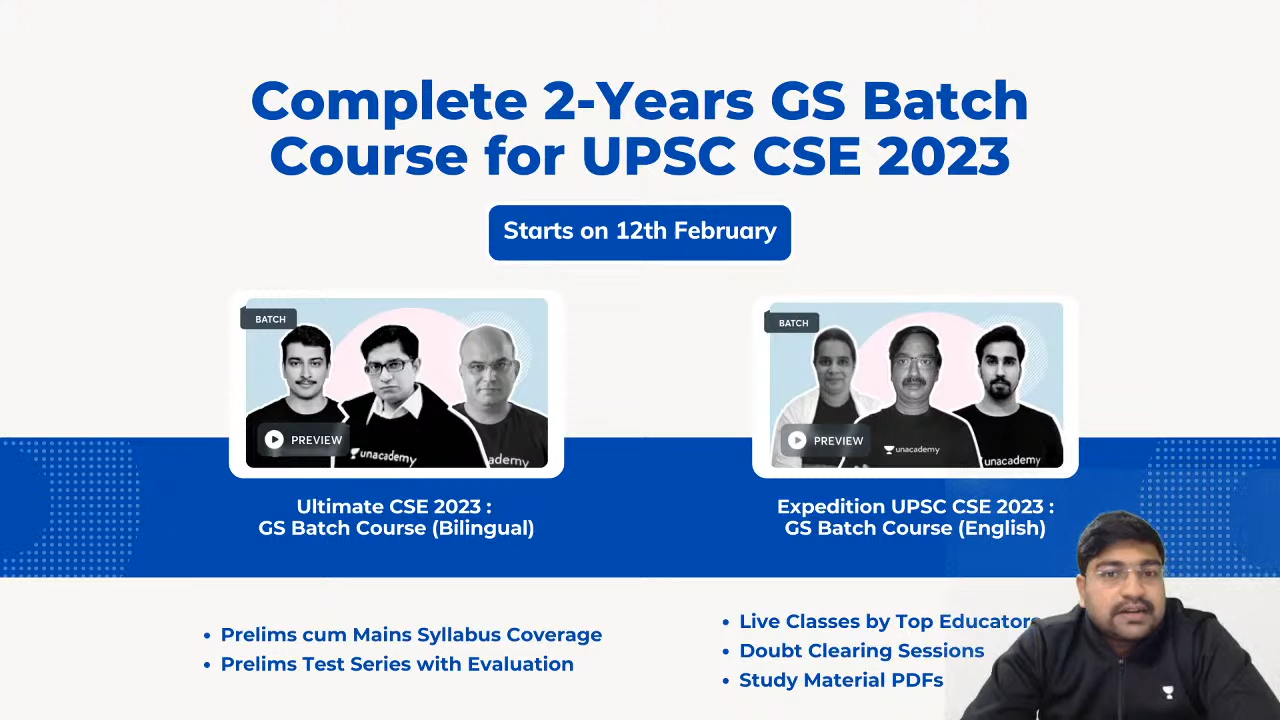 Complete 2-Years GS Batch
Course for UPSC CSE 2023
Starts on 12th February
BATCH
PREVIEW
unacademy
ademy
BATCH
PREVIEW
unacademy
unacademy
Ultimate CSE 2023 :
GS Batch Course (Bilingual)
Expedition UPSC CSE 2023 :
GS Batch Course (English)
• Prelims cum Mains Syllabus Coverage
• Prelims Test Series with Evaluation
• Live Classes by Top Educators
• Doubt Clearing Sessions
• Study Material PDFs